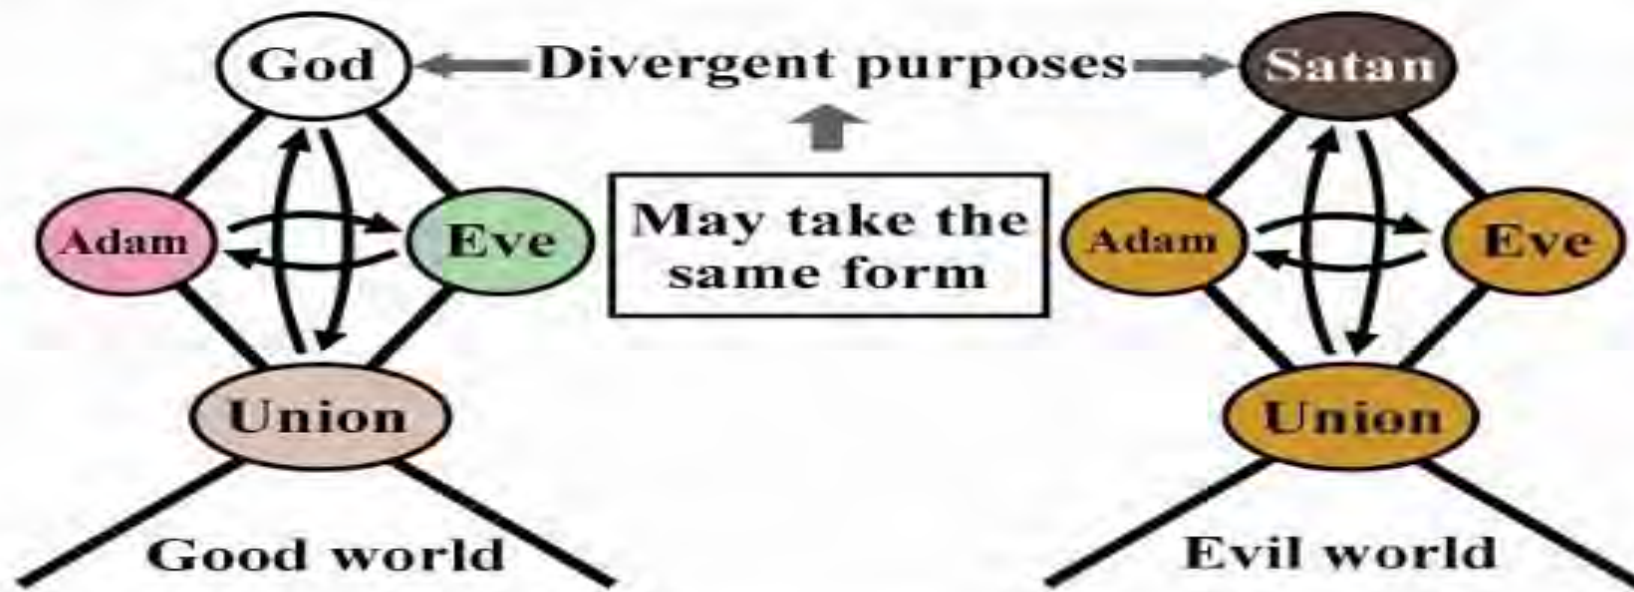 God
Divergent purposes
Satan
Adam
Eve
May take the
same form
Adam
Eve
Union
Union
Good world
Evil world